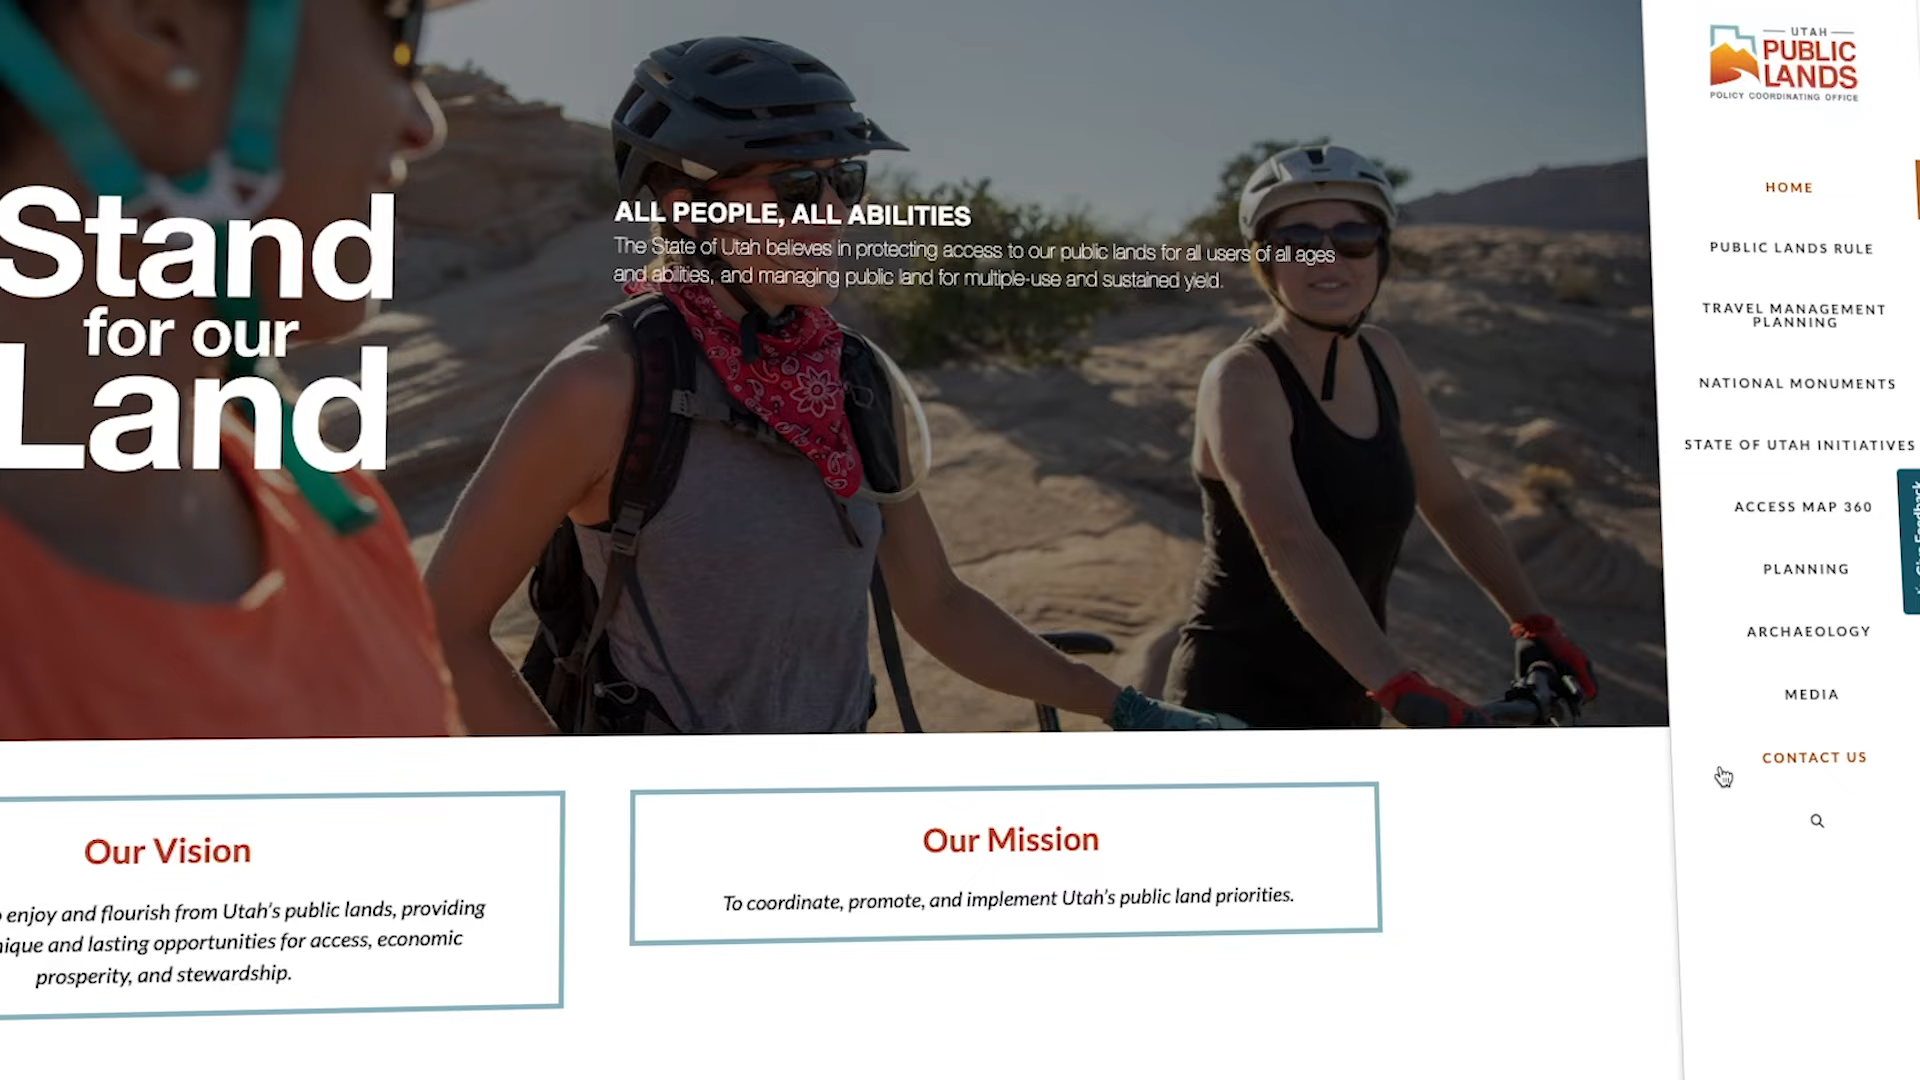 Stand
for our
Land
ALL PEOPLE, ALL ABILITIES
The State of Utah believes in protecting access to our public lands for all users of all ages
and abilities, and managing public land for multiple-use and sustained yield.
Our Vision
enjoy and flourish from Utah's public lands, providing
and lasting opportunities for access, economic
prosperity, and stewardship.
Our Mission
To coordinate, promote, and implement Utah's public land priorities.
UTAH
PUBLIC
LANDS
POLICY COORDINATING OFFICE
HOME
PUBLIC LANDS RULE
TRAVEL MANAGEMENT
PLANNING
NATIONAL MONUMENTS
STATE OF UTAH INITIATIVES
ACCESS MAP 360
PLANNING
ARCHAEOLOGY
MEDIA
CONTACT US